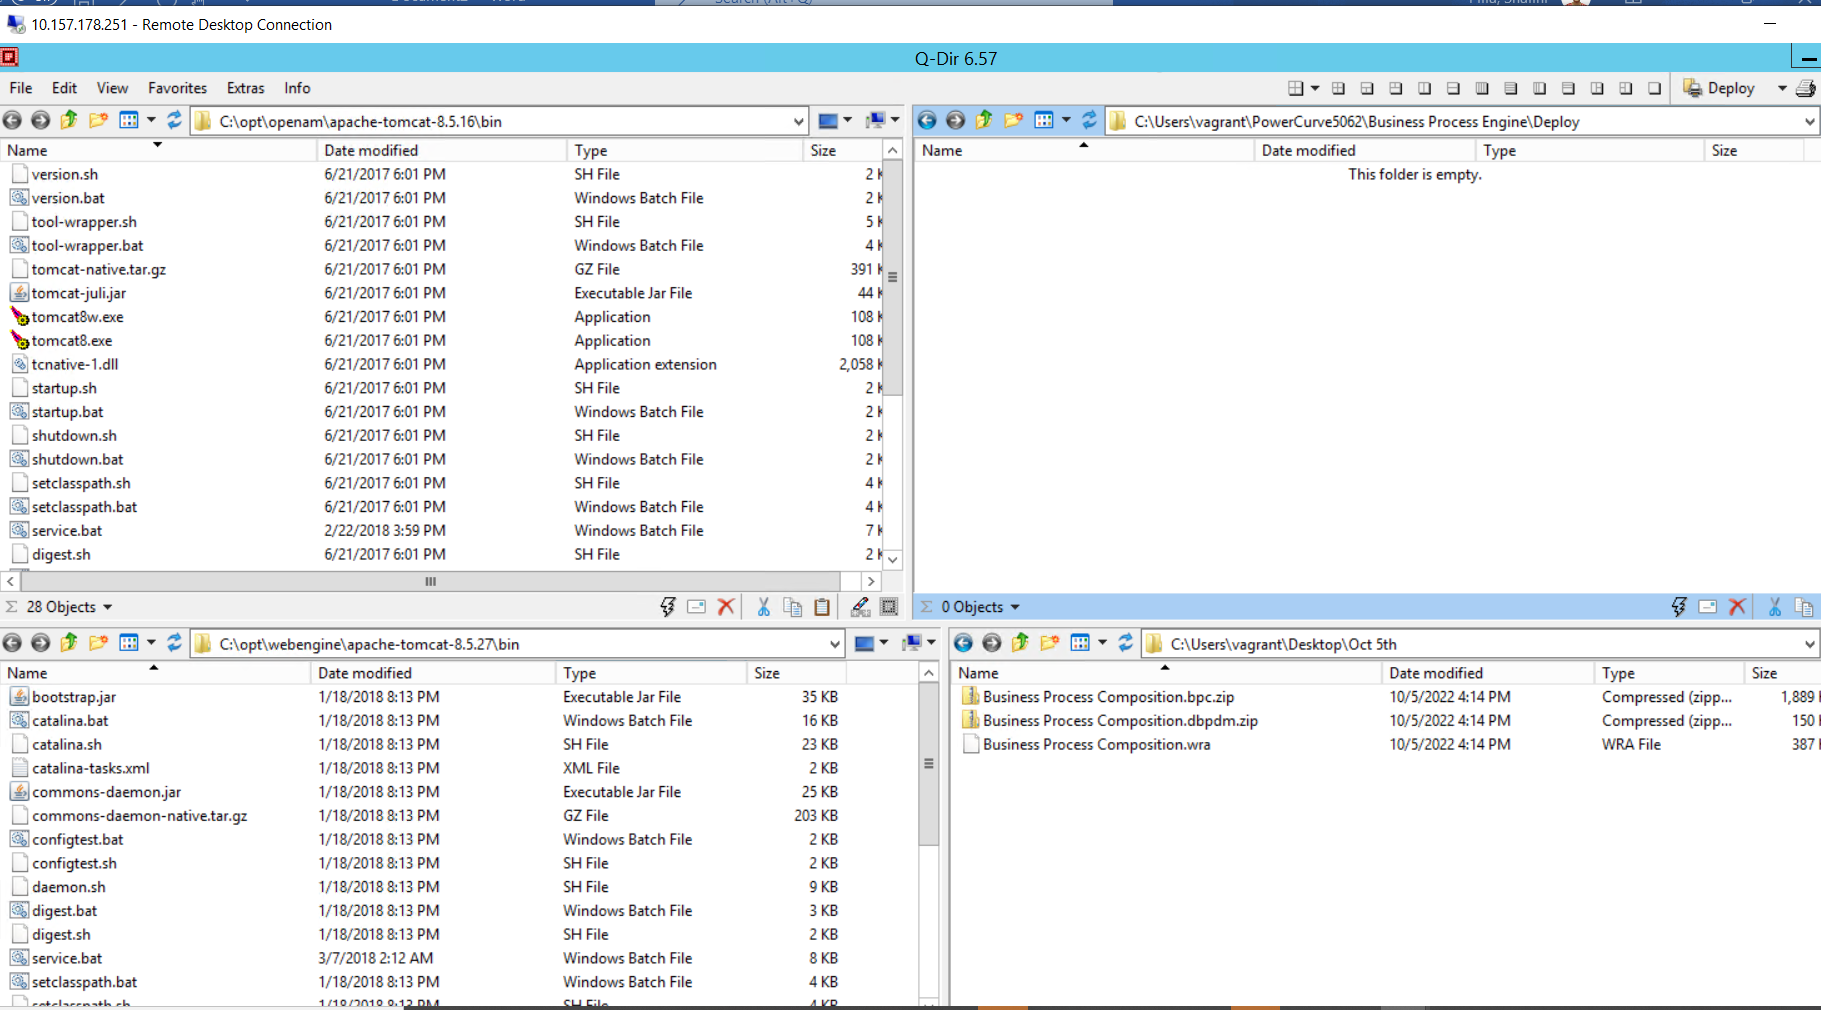 10.157.178.251 - Remote Desktop Connection
Q-Dir 6.57
File Edit View Favorites Extras Info Deploy
C:\opt\openam\apache-tomcat-8.5.16\bin
Name Date modified Type Size
version.sh 6/21/2017 6:01 PM SH File 2
version.bat 6/21/2017 6:01 PM Windows Batch File 2
tool-wrapper.sh 6/21/2017 6:01 PM SH File 5
tool-wrapper.bat 6/21/2017 6:01 PM Windows Batch File 4
tomcat-native.tar.gz 6/21/2017 6:01 PM GZ File 391
tomcat-juli.jar 6/21/2017 6:01 PM Executable Jar File 44
tomcat8w.exe 6/21/2017 6:01 PM Application 108
tomcat8.exe 6/21/2017 6:01 PM Application 108
tcnative-1.dll 6/21/2017 6:01 PM Application extension 2,058
startup.sh 6/21/2017 6:01 PM SH File 2
startup.bat 6/21/2017 6:01 PM Windows Batch File 2
shutdown.sh 6/21/2017 6:01 PM SH File 2
shutdown.bat 6/21/2017 6:01 PM Windows Batch File 2
setclasspath.sh 6/21/2017 6:01 PM SH File 4
setclasspath.bat 6/21/2017 6:01 PM Windows Batch File 4
service.bat 2/22/2018 3:59 PM Windows Batch File 7
digest.sh 6/21/2017 6:01 PM SH File 2
28 Objects
C:\Users\vagrant\PowerCurve5062\Business Process Engine\Deploy
Name Date modified Type Size
This folder is empty.
0 Objects
C:\opt\webengine\apache-tomcat-8.5.27\bin
Name Date modified Type Size
bootstrap.jar 1/18/2018 8:13 PM Executable Jar File 35 KB
catalina.bat 1/18/2018 8:13 PM Windows Batch File 16 KB
catalina.sh 1/18/2018 8:13 PM SH File 23 KB
catalina-tasks.xml 1/18/2018 8:13 PM XML File 2 KB
commons-daemon.jar 1/18/2018 8:13 PM Executable Jar File 25 KB
commons-daemon-native.tar.gz 1/18/2018 8:13 PM GZ File 203 KB
configtest.bat 1/18/2018 8:13 PM Windows Batch File 2 KB
configtest.sh 1/18/2018 8:13 PM SH File 2 KB
daemon.sh 1/18/2018 8:13 PM SH File 9 KB
digest.bat 1/18/2018 8:13 PM Windows Batch File 3 KB
digest.sh 1/18/2018 8:13 PM SH File 2 KB
service.bat 3/7/2018 2:12 AM Windows Batch File 8 KB
setclasspath.bat 1/18/2018 8:13 PM Windows Batch File 4 KB
setclasspath.sh 1/18/2018 8:13 PM SH File 4 KB
C:\Users\vagrant\Desktop\Oct 5th
Name Date modified Type Size
Business Process Composition.bpc.zip 10/5/2022 4:14 PM Compressed (zipp... 1,889
Business Process Composition.dbpdm.zip 10/5/2022 4:14 PM Compressed (zipp... 150
Business Process Composition.wra 10/5/2022 4:14 PM WRA File 387